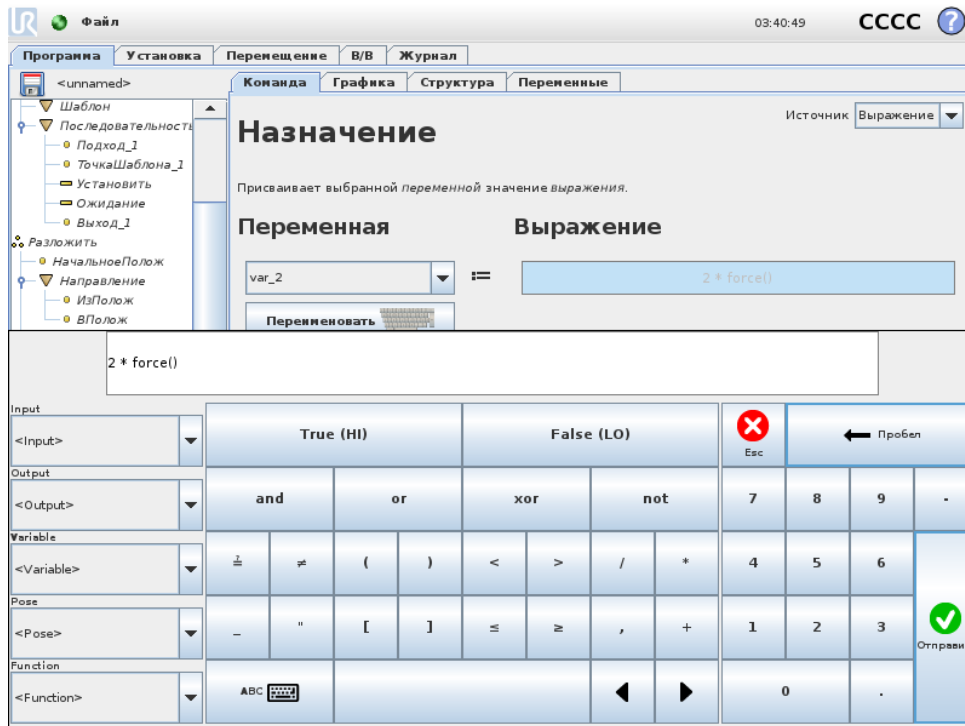 UR Файл 03:40:49 CCCC ?
Программа Установка Перемещение В/В Журнал
<unnamed> Команда Графика Структура Переменные
Шаблон
Последовательность
Подход_1
ТочкаШаблона_1
Установить
Ожидание
Выход_1
Разложить
НачальноеПолож
Направление
ИзПолож
ВПолож
Источник Выражение
Назначение
Присваивает выбранной переменной значение выражения.
Переменная Выражение
var_2 := 2 * force()
Переименовать
2 * force()
Input
<Input> True (HI) False (LO) Esc Пробел
Output
<Output> and or xor not 7 8 9 -
Variable
<Variable> ≟ ≠ ( ) < > / * 4 5 6
Pose
<Pose> _ " [ ] ≤ ≥ , + 1 2 3 Отправи
Function
<Function> ABC 0 .